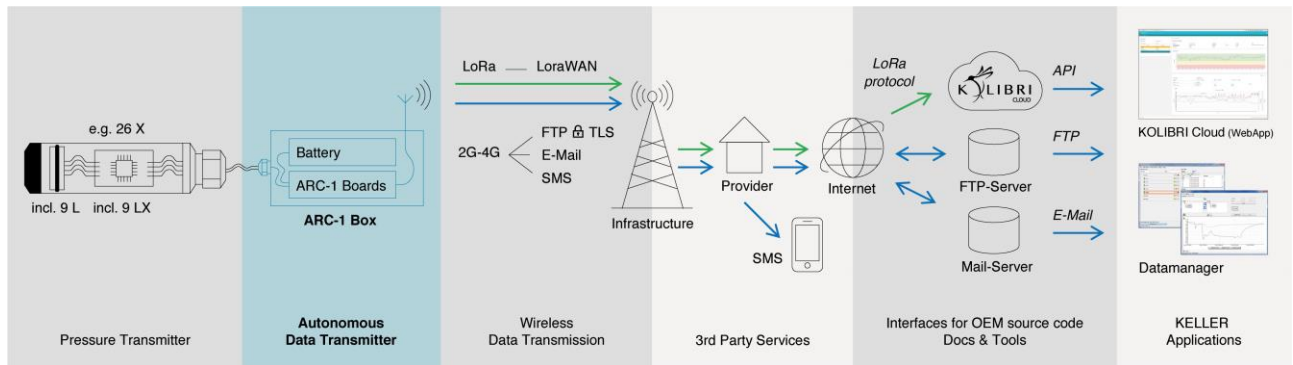 e.g. 26 X
incl. 9 L
incl. 9 LX
Pressure Transmitter
Battery
ARC-1 Boards
ARC-1 Box
Autonomous
Data Transmitter
LoRa
LoraWAN
2G-4G
FTP TLS
E-Mail
SMS
Wireless
Data Transmission
Infrastructure
Provider
SMS
3rd Party Services
Internet
LoRa
protocol
KOLIBRI
CLOUD
FTP-Server
Mail-Server
API
FTP
E-Mail
Interfaces for OEM source code
Docs & Tools
KOLIBRI Cloud (WebApp)
Datamanager
KELLER
Applications